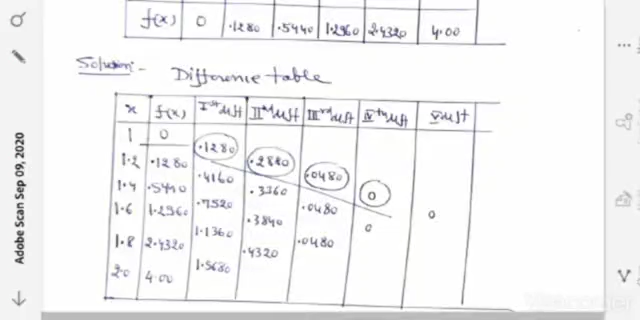 f(x) 0 .1280 .5440 1.2960 2.4320 4.00
Solution:- Difference table
x f(x) Ist diff IInd diff IIIrd diff IVth diff V diff
1 0
.1280
1.2 .1280 .2880
.4160 .0480
1.4 .5440 .3360 0
.7520 .0480 0
1.6 1.2960 .3840 0
1.1360 .0480
1.8 2.4320 .4320
1.5680
2.0 4.00
Adobe Scan Sep 09, 2020